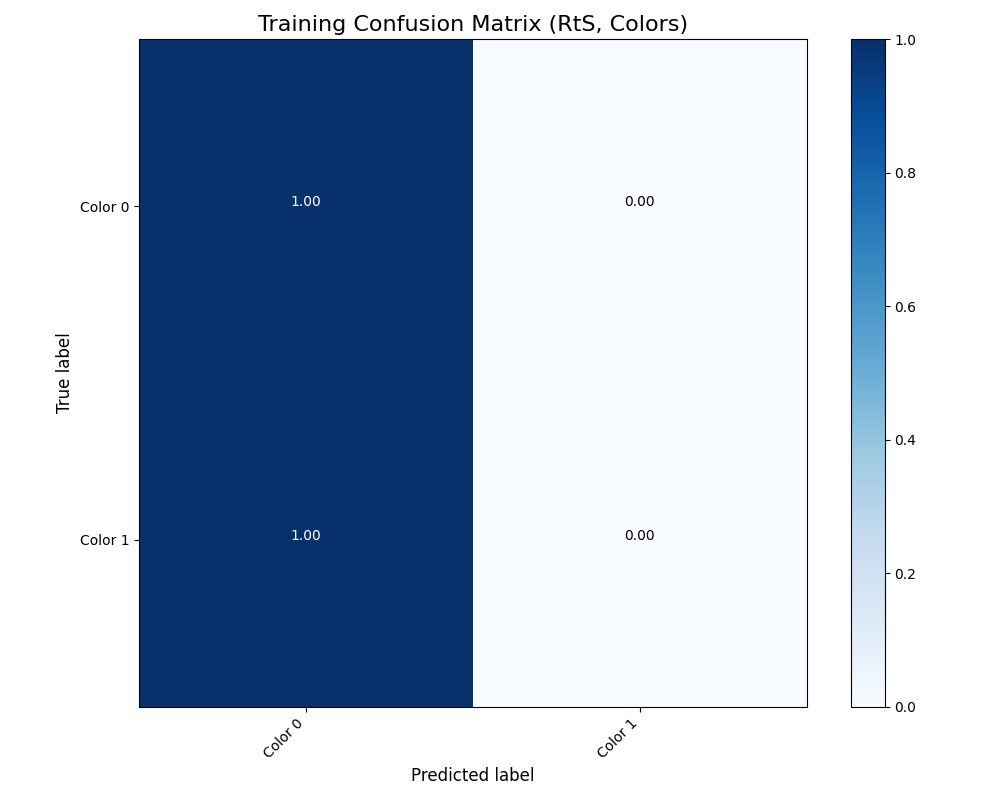 Training Confusion Matrix (RtS, Colors)
1.0
0.8
0.6
0.4
0.2
0.0
True label
Color 0
1.00
0.00
Color 1
1.00
0.00
Color 0
Color 1
Predicted label